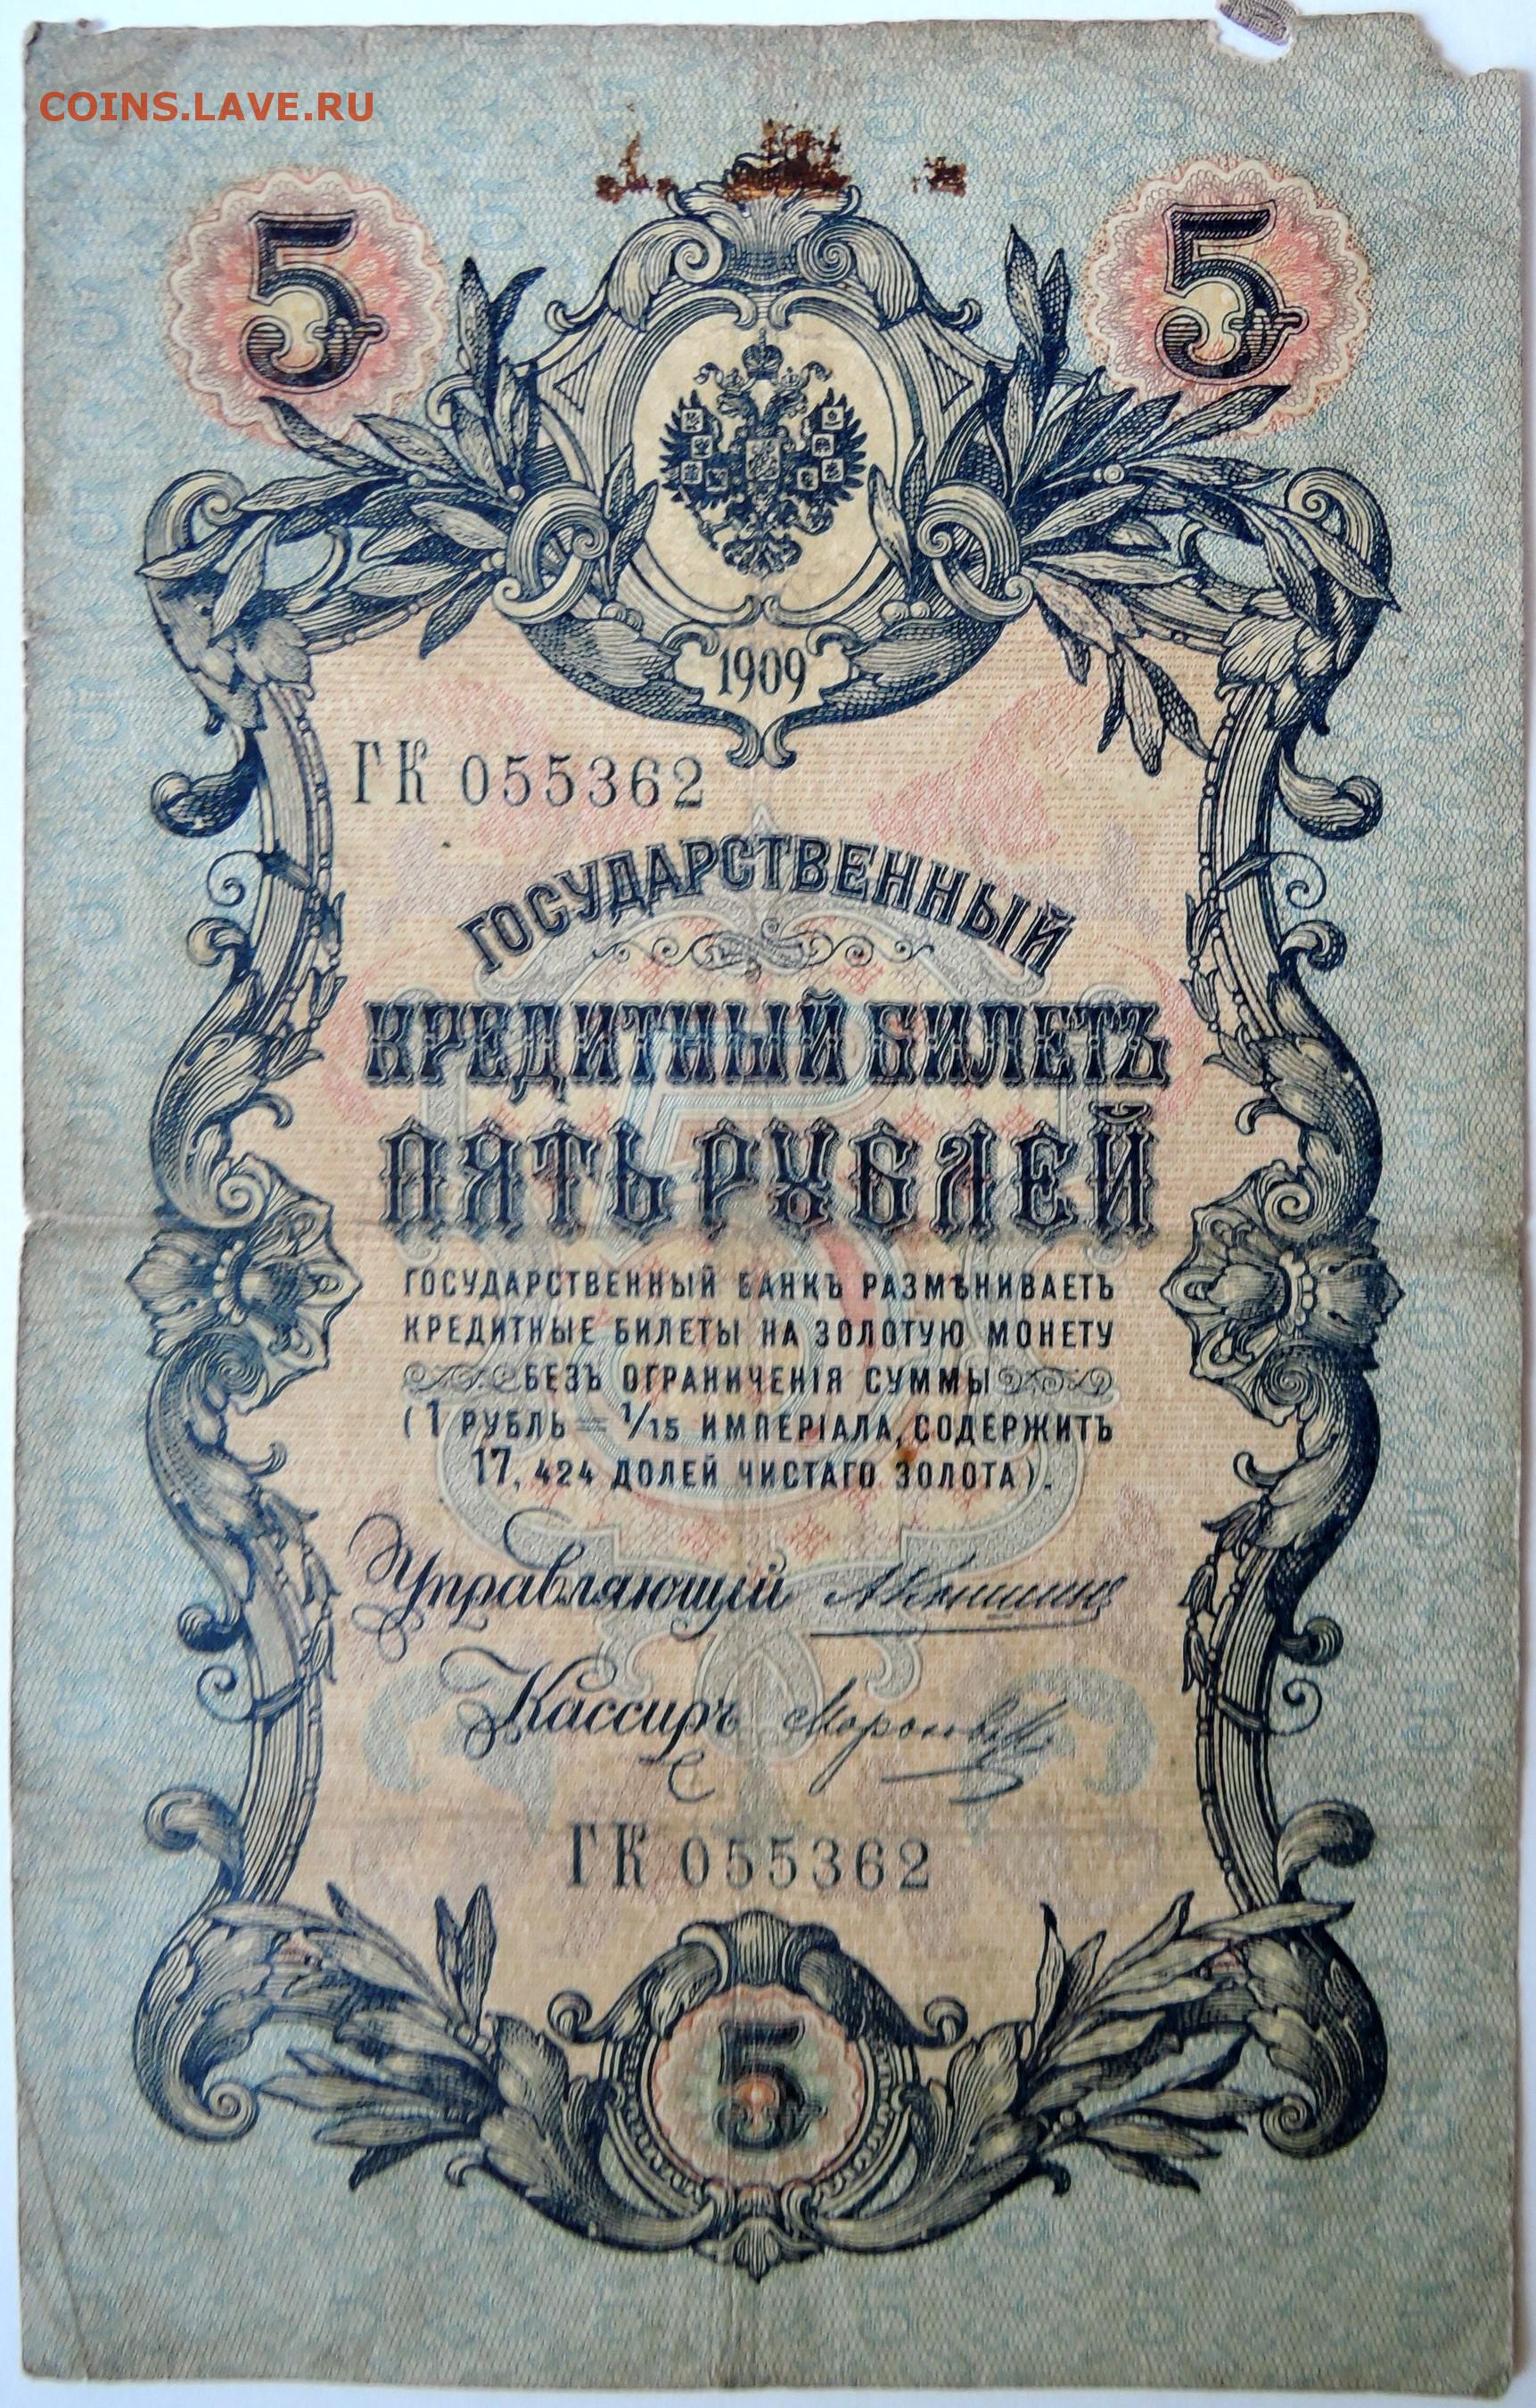 COINS.LAVE.RU
5 5
1909
ГК 055362
ГОСУДАРСТВЕННЫЙ
КРЕДИТНЫЙ БИЛЕТЪ
ПЯТЬ РУБЛЕЙ
ГОСУДАРСТВЕННЫЙ БАНКЪ РАЗМѢНИВАЕТЪ
КРЕДИТНЫЕ БИЛЕТЫ НА ЗОЛОТУЮ МОНЕТУ
БЕЗЪ ОГРАНИЧЕНІЯ СУММЫ
(1 РУБЛЬ = 1/15 ИМПЕРІАЛА, СОДЕРЖИТЪ
17, 424 ДОЛЕЙ ЧИСТАГО ЗОЛОТА).
Управляющій АКоншинъ
Кассиръ
ГК 055362
5